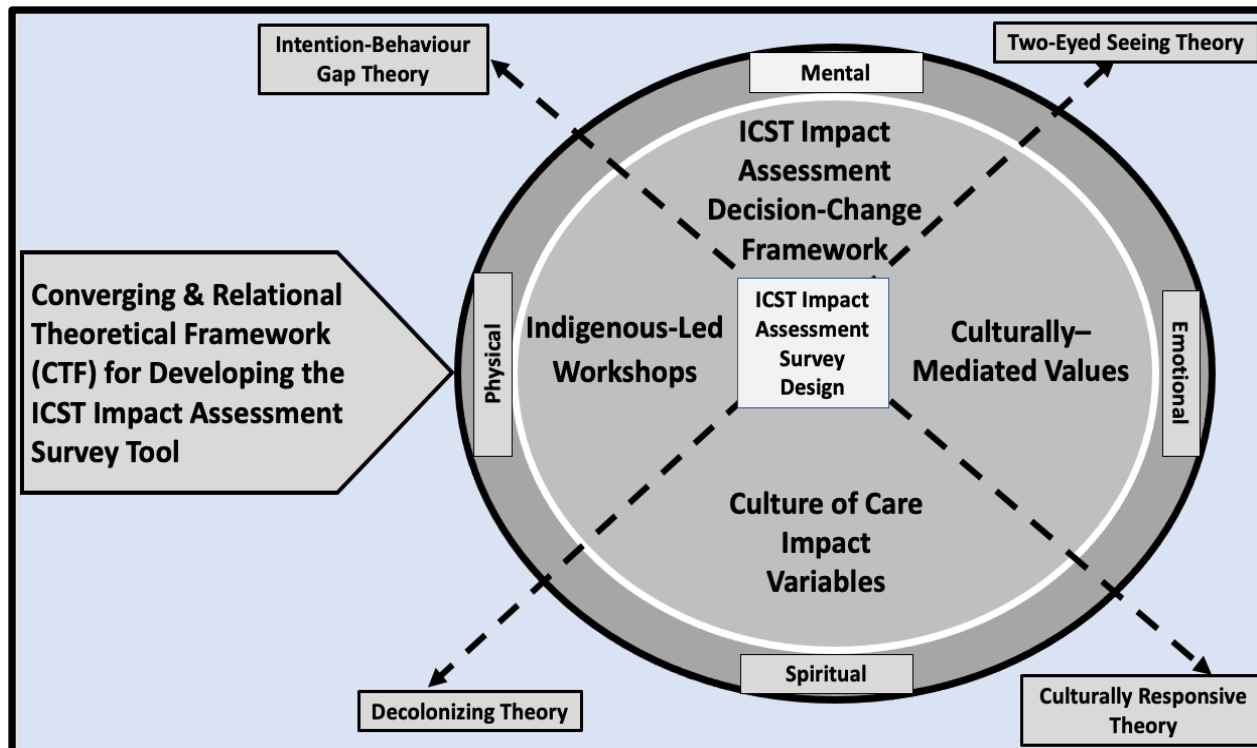 Intention-Behaviour
Gap Theory
Two-Eyed Seeing Theory
Mental
ICST Impact
Assessment
Decision-Change
Framework
Converging & Relational
Theoretical Framework
(CTF) for Developing the
ICST Impact Assessment
Survey Tool
Physical
Indigenous-Led
Workshops
ICST Impact
Assessment
Survey
Design
Culturally–
Mediated Values
Emotional
Culture of Care
Impact
Variables
Spiritual
Decolonizing Theory
Culturally Responsive
Theory